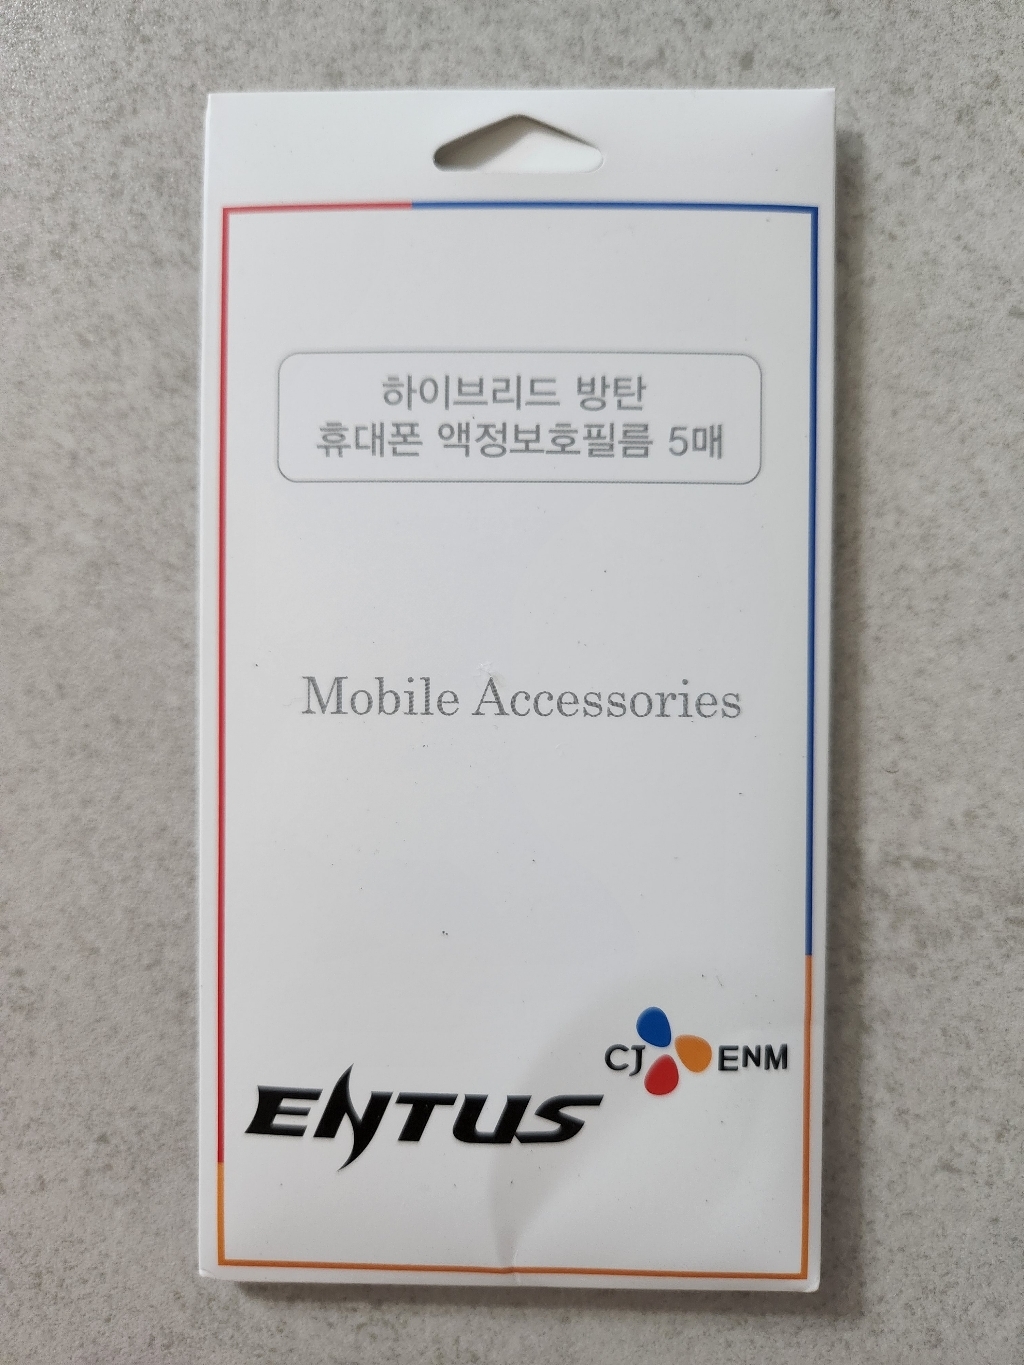 하이브리드 방탄
휴대폰 액정보호필름 5매
Mobile Accessories
CJ ENM
ENTUS